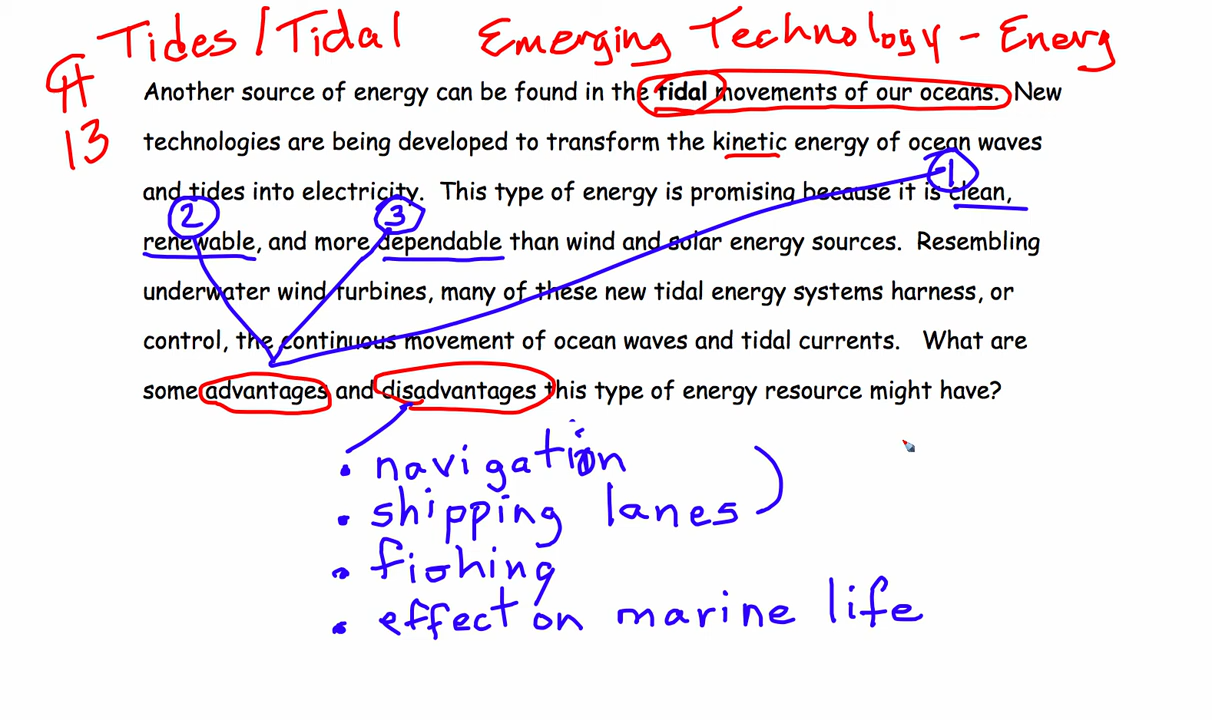 Tides / Tidal Emerging Technology - Energ
# 13
Another source of energy can be found in the tidal movements of our oceans. New
technologies are being developed to transform the kinetic energy of ocean waves
and tides into electricity. This type of energy is promising because it is clean,
1
2
3
renewable, and more dependable than wind and solar energy sources. Resembling
underwater wind turbines, many of these new tidal energy systems harness, or
control, the continuous movement of ocean waves and tidal currents. What are
some advantages and disadvantages this type of energy resource might have?
• navigation
• shipping lanes
• fishing
• effect on marine life